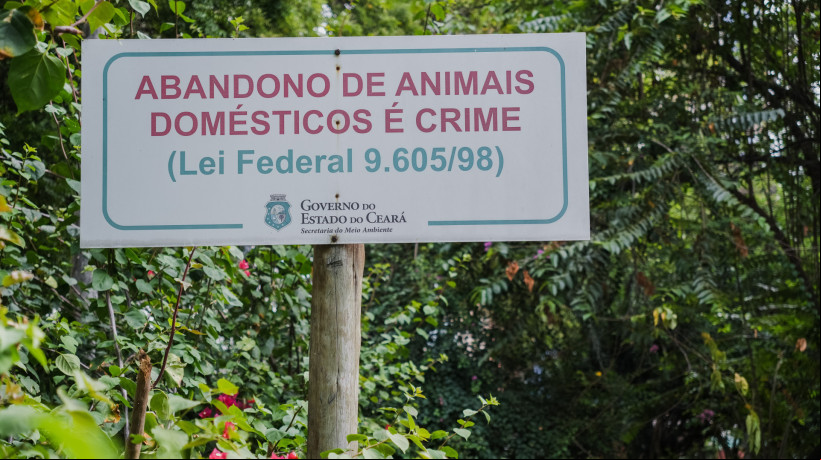 ABANDONO DE ANIMAIS
DOMÉSTICOS É CRIME
(Lei Federal 9.605/98)
GOVERNO DO
ESTADO DO CEARÁ
Secretaria do Meio Ambiente